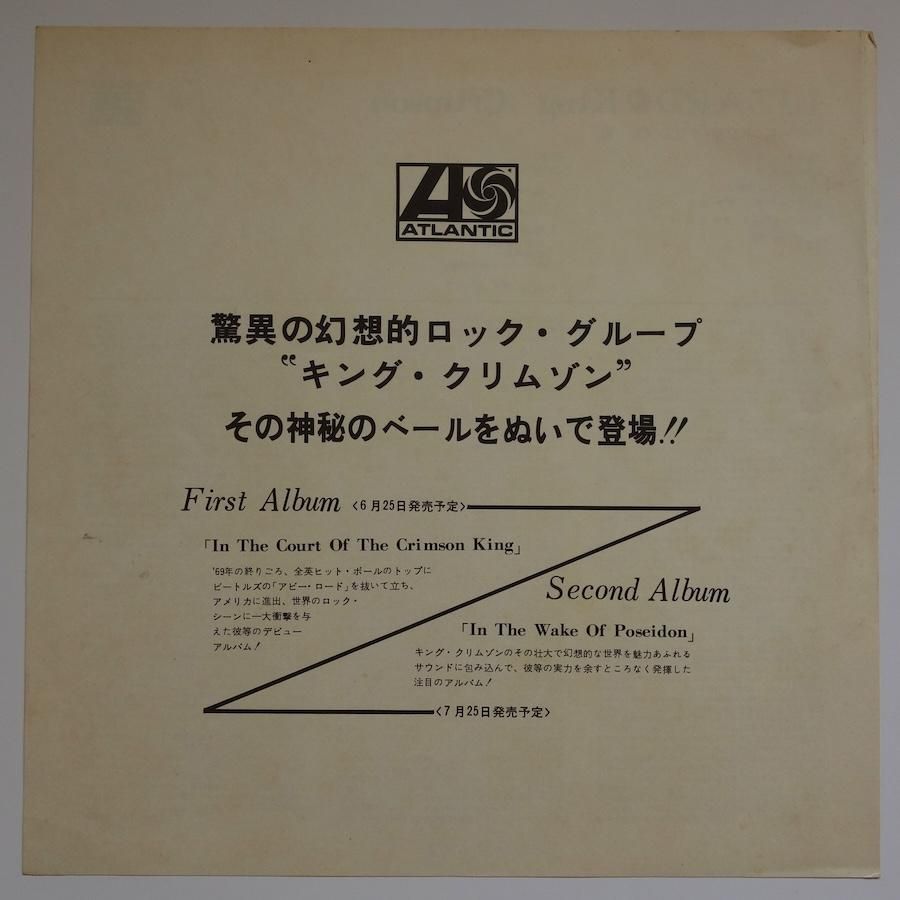 ATLANTIC
驚異の幻想的ロック・グループ
“キング・クリムゾン”
その神秘のベールをぬいで登場!!
First Album 〈6月25日発売予定〉
「In The Court Of The Crimson King」
'69年の終りごろ、全英ヒット・ポールのトップに
ビートルズの「アビー・ロード」を抜いて立ち、
アメリカに進出、世界のロック・
シーンに一大衝撃を与
えた彼等のデビュー
アルバム!
Second Album
「In The Wake Of Poseidon」
キング・クリムゾンのその壮大で幻想的な世界を魅力あふれる
サウンドに包み込んで、彼等の実力を余すところなく発揮した
注目のアルバム!
〈7月25日発売予定〉